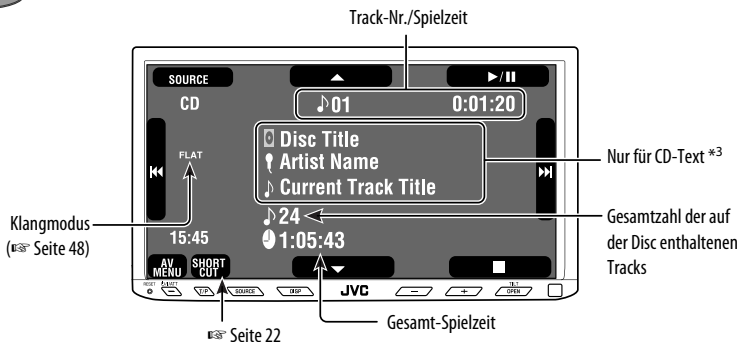 Track-Nr./Spielzeit
SOURCE
CD
♪01
0:01:20
Disc Title
Artist Name
♪ Current Track Title
Nur für CD-Text *3
FLAT
♪24
1:05:43
15:45
Klangmodus
(☞ Seite 48)
Gesamtzahl der auf
der Disc enthaltenen
Tracks
AV
MENU
SHORT
CUT
RESET
/ATT
T/P
SOURCE
DISP
JVC
TILT
OPEN
☞ Seite 22
Gesamt-Spielzeit